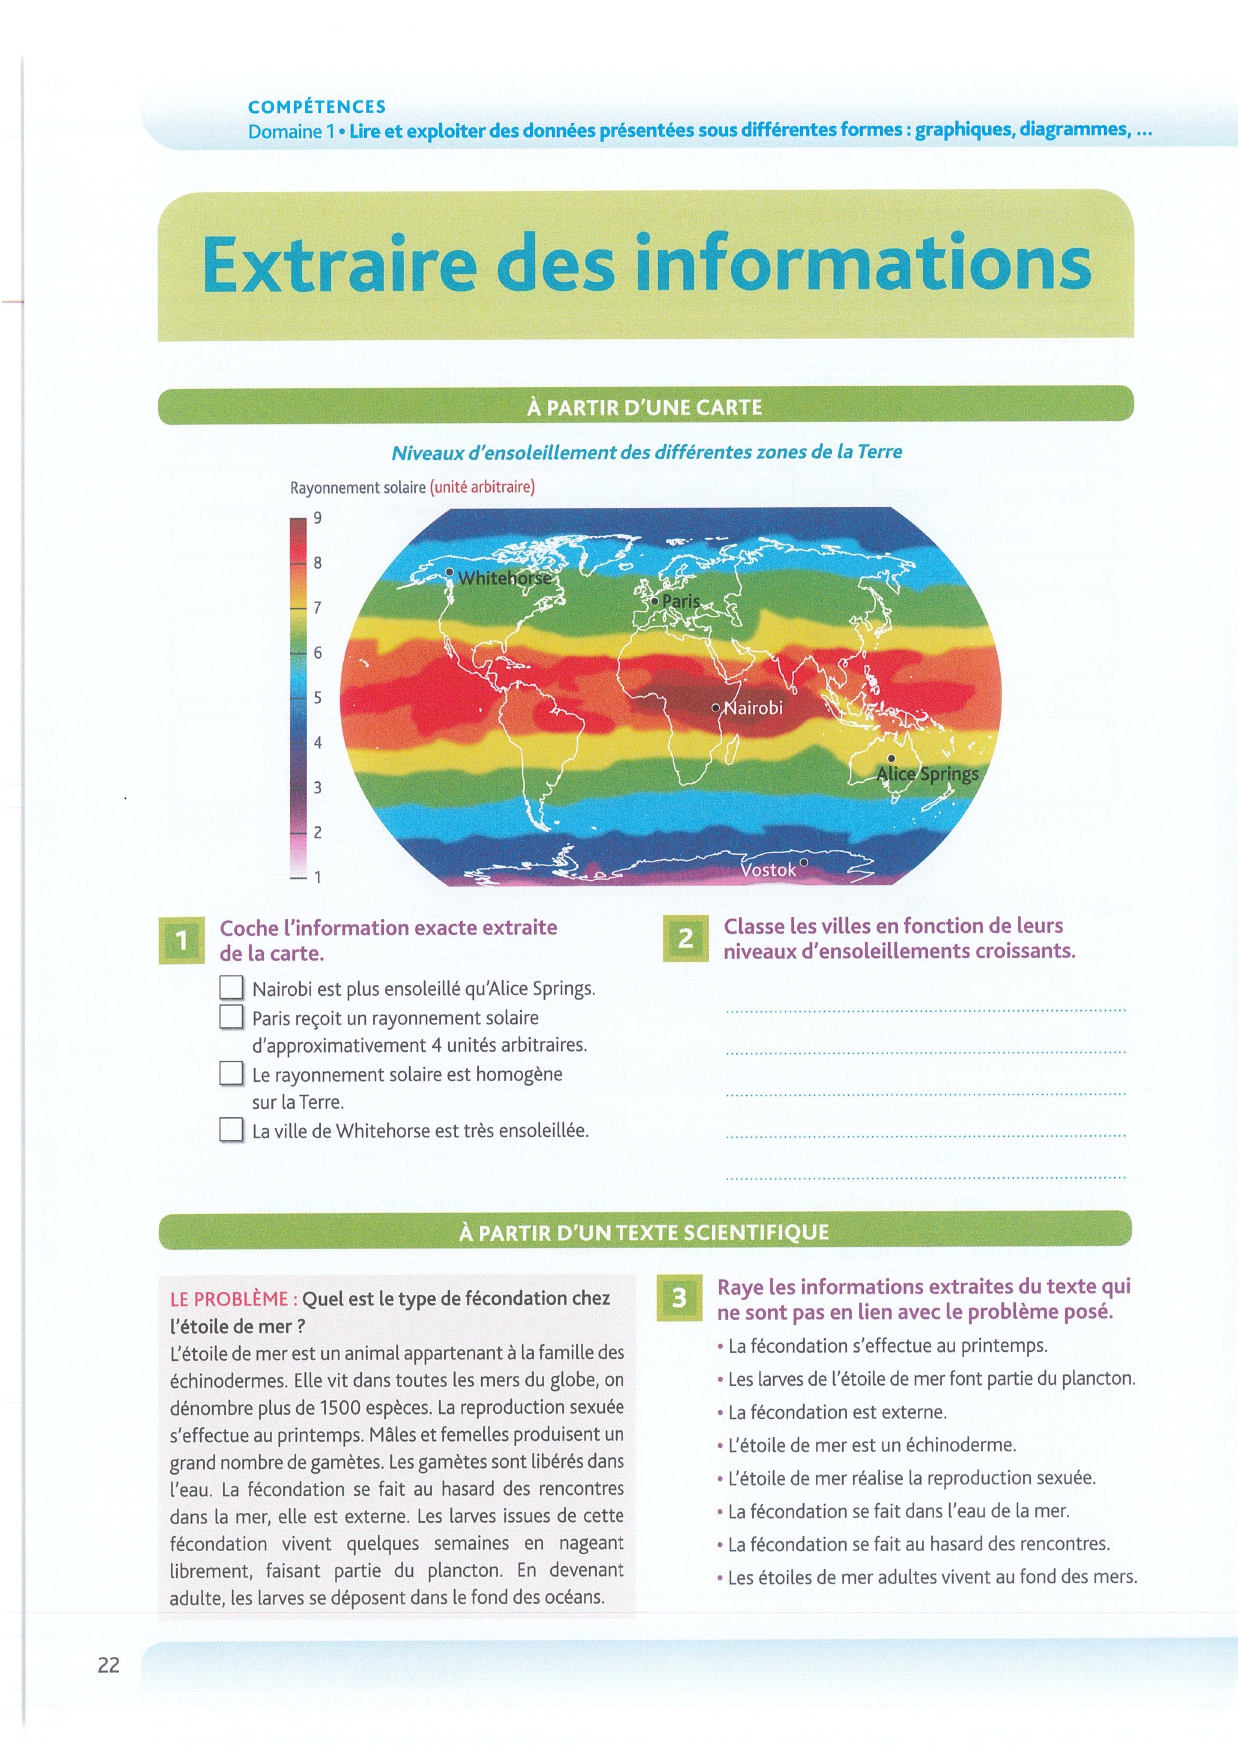 COMPÉTENCES
Domaine 1 • Lire et exploiter des données présentées sous différentes formes : graphiques, diagrammes, ...
Extraire des informations
À PARTIR D'UNE CARTE
Niveaux d'ensoleillement des différentes zones de la Terre
Rayonnement solaire (unité arbitraire)
9
8
7
6
5
4
3
2
1
Whitehorse
Paris
Nairobi
Alice Springs
Vostok
1
Coche l'information exacte extraite
de la carte.
Nairobi est plus ensoleillé qu'Alice Springs.
Paris reçoit un rayonnement solaire
d'approximativement 4 unités arbitraires.
Le rayonnement solaire est homogène
sur la Terre.
La ville de Whitehorse est très ensoleillée.
2
Classe les villes en fonction de leurs
niveaux d'ensoleillements croissants.
À PARTIR D'UN TEXTE SCIENTIFIQUE
LE PROBLÈME : Quel est le type de fécondation chez
l'étoile de mer ?
L'étoile de mer est un animal appartenant à la famille des
échinodermes. Elle vit dans toutes les mers du globe, on
dénombre plus de 1500 espèces. La reproduction sexuée
s'effectue au printemps. Mâles et femelles produisent un
grand nombre de gamètes. Les gamètes sont libérés dans
l'eau. La fécondation se fait au hasard des rencontres
dans la mer, elle est externe. Les larves issues de cette
fécondation vivent quelques semaines en nageant
librement, faisant partie du plancton. En devenant
adulte, les larves se déposent dans le fond des océans.
3
Raye les informations extraites du texte qui
ne sont pas en lien avec le problème posé.
• La fécondation s'effectue au printemps.
• Les larves de l'étoile de mer font partie du plancton.
• La fécondation est externe.
• L'étoile de mer est un échinoderme.
• L'étoile de mer réalise la reproduction sexuée.
• La fécondation se fait dans l'eau de la mer.
• La fécondation se fait au hasard des rencontres.
• Les étoiles de mer adultes vivent au fond des mers.
22